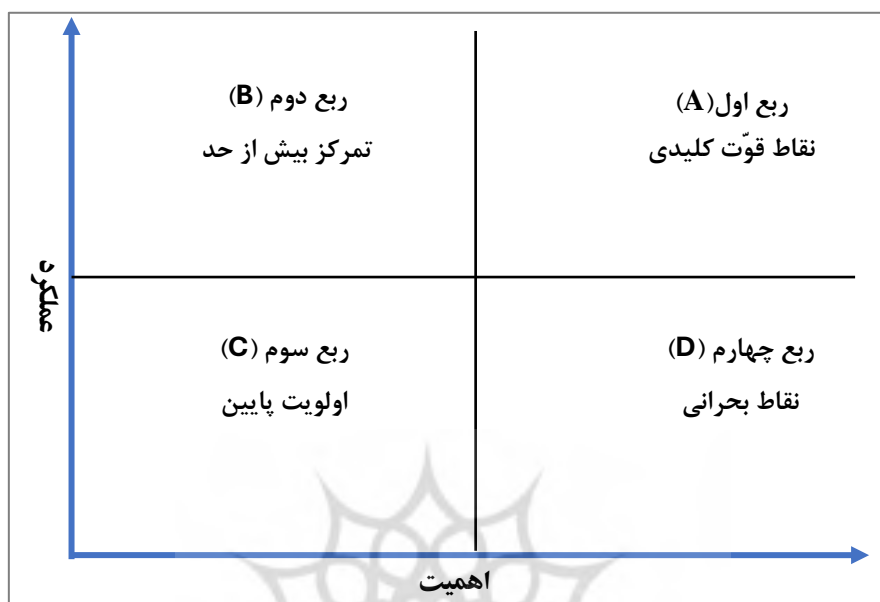 ربع اول(A)
نقاط قوّت کلیدی
ربع دوم (B)
تمرکز بیش از حد
عملکرد
ربع چهارم (D)
نقاط بحرانی
ربع سوم (C)
اولویت پایین
اهمیت